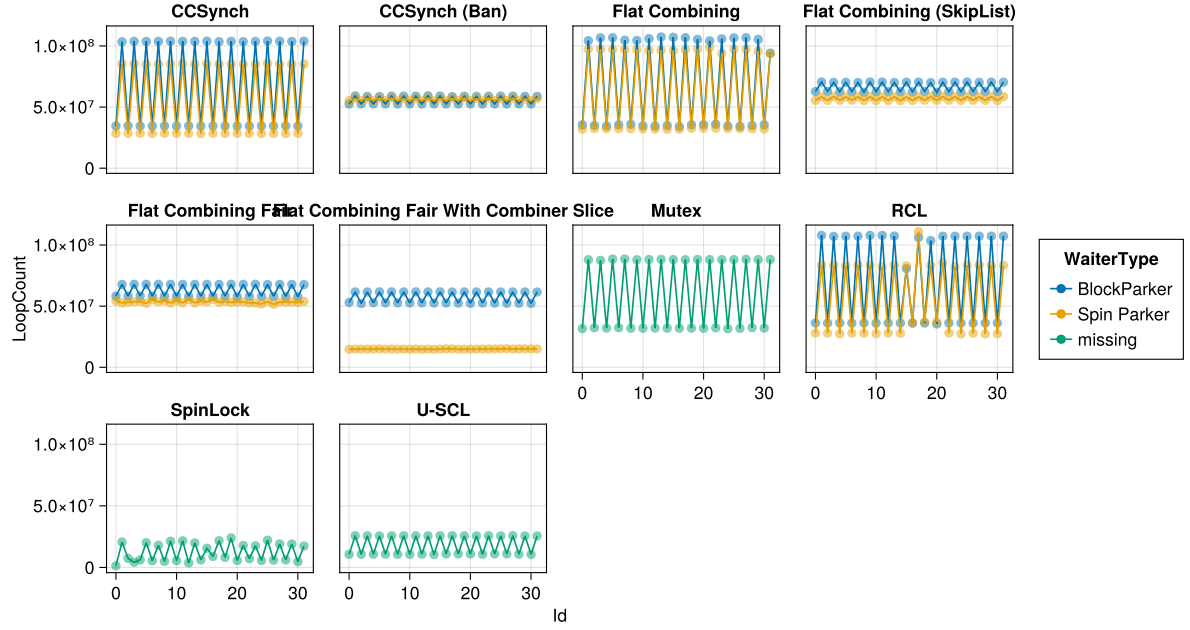 CCSynch
CCSynch (Ban)
Flat Combining
Flat Combining (SkipList)
1.0×10⁸
5.0×10⁷
0
Flat Combining Fair
Flat Combining Fair With Combiner Slice
Mutex
RCL
1.0×10⁸
5.0×10⁷
0
0 10 20 30
0 10 20 30
LoopCount
WaiterType
BlockParker
Spin Parker
missing
SpinLock
U-SCL
1.0×10⁸
5.0×10⁷
0
0 10 20 30
0 10 20 30
Id